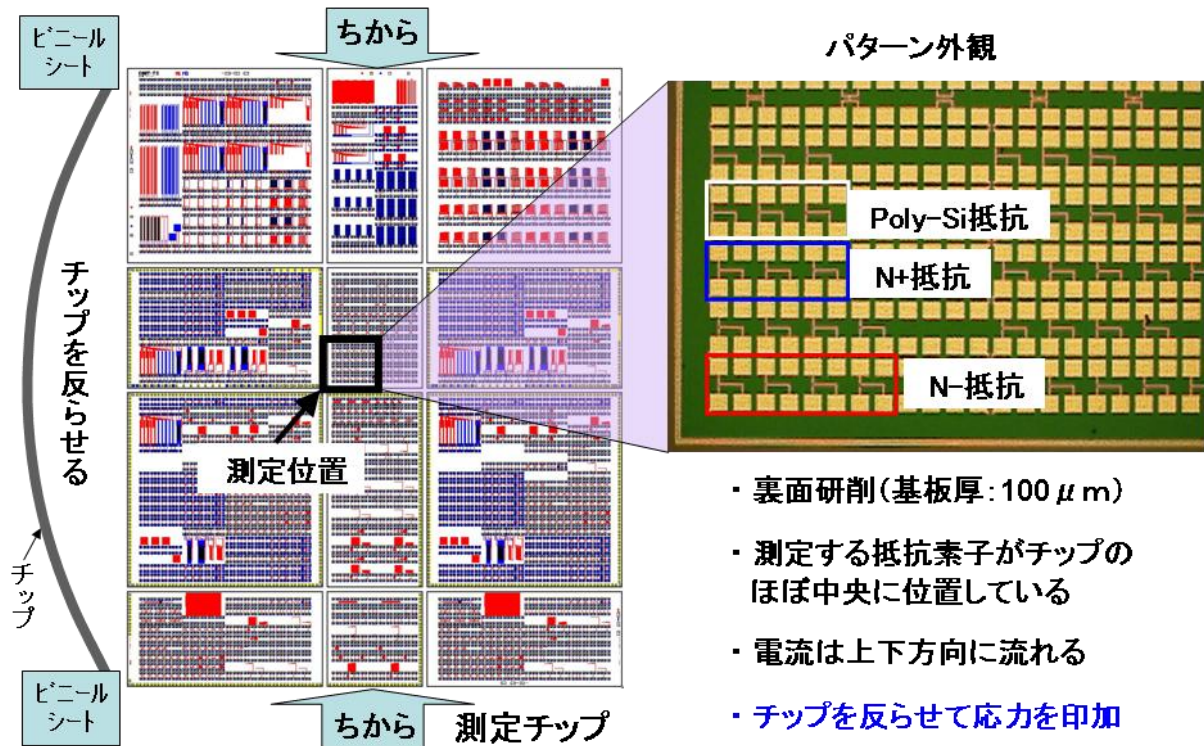 ビニール
シート
ちから
パターン外観
Poly-Si抵抗
N+抵抗
N-抵抗
チップを反らせる
測定位置
チップ
ビニール
シート
ちから
測定チップ
・裏面研削(基板厚:100μm)
・測定する抵抗素子がチップの
ほぼ中央に位置している
・電流は上下方向に流れる
・チップを反らせて応力を印加